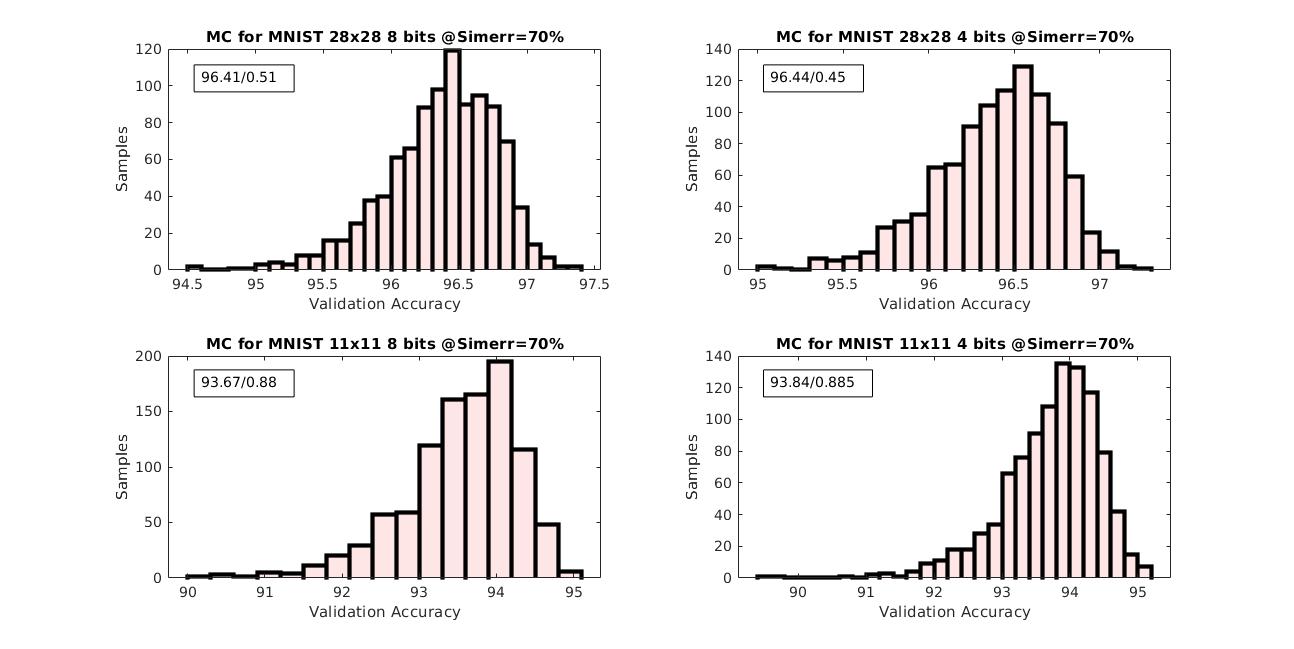 MC for MNIST 28x28 8 bits @Simerr=70%
96.41/0.51
120
100
80
60
40
20
0
Samples
94.5 95 95.5 96 96.5 97 97.5
Validation Accuracy
MC for MNIST 28x28 4 bits @Simerr=70%
96.44/0.45
140
120
100
80
60
40
20
0
Samples
95 95.5 96 96.5 97
Validation Accuracy
MC for MNIST 11x11 8 bits @Simerr=70%
93.67/0.88
200
150
100
50
0
Samples
90 91 92 93 94 95
Validation Accuracy
MC for MNIST 11x11 4 bits @Simerr=70%
93.84/0.885
140
120
100
80
60
40
20
0
Samples
90 91 92 93 94 95
Validation Accuracy